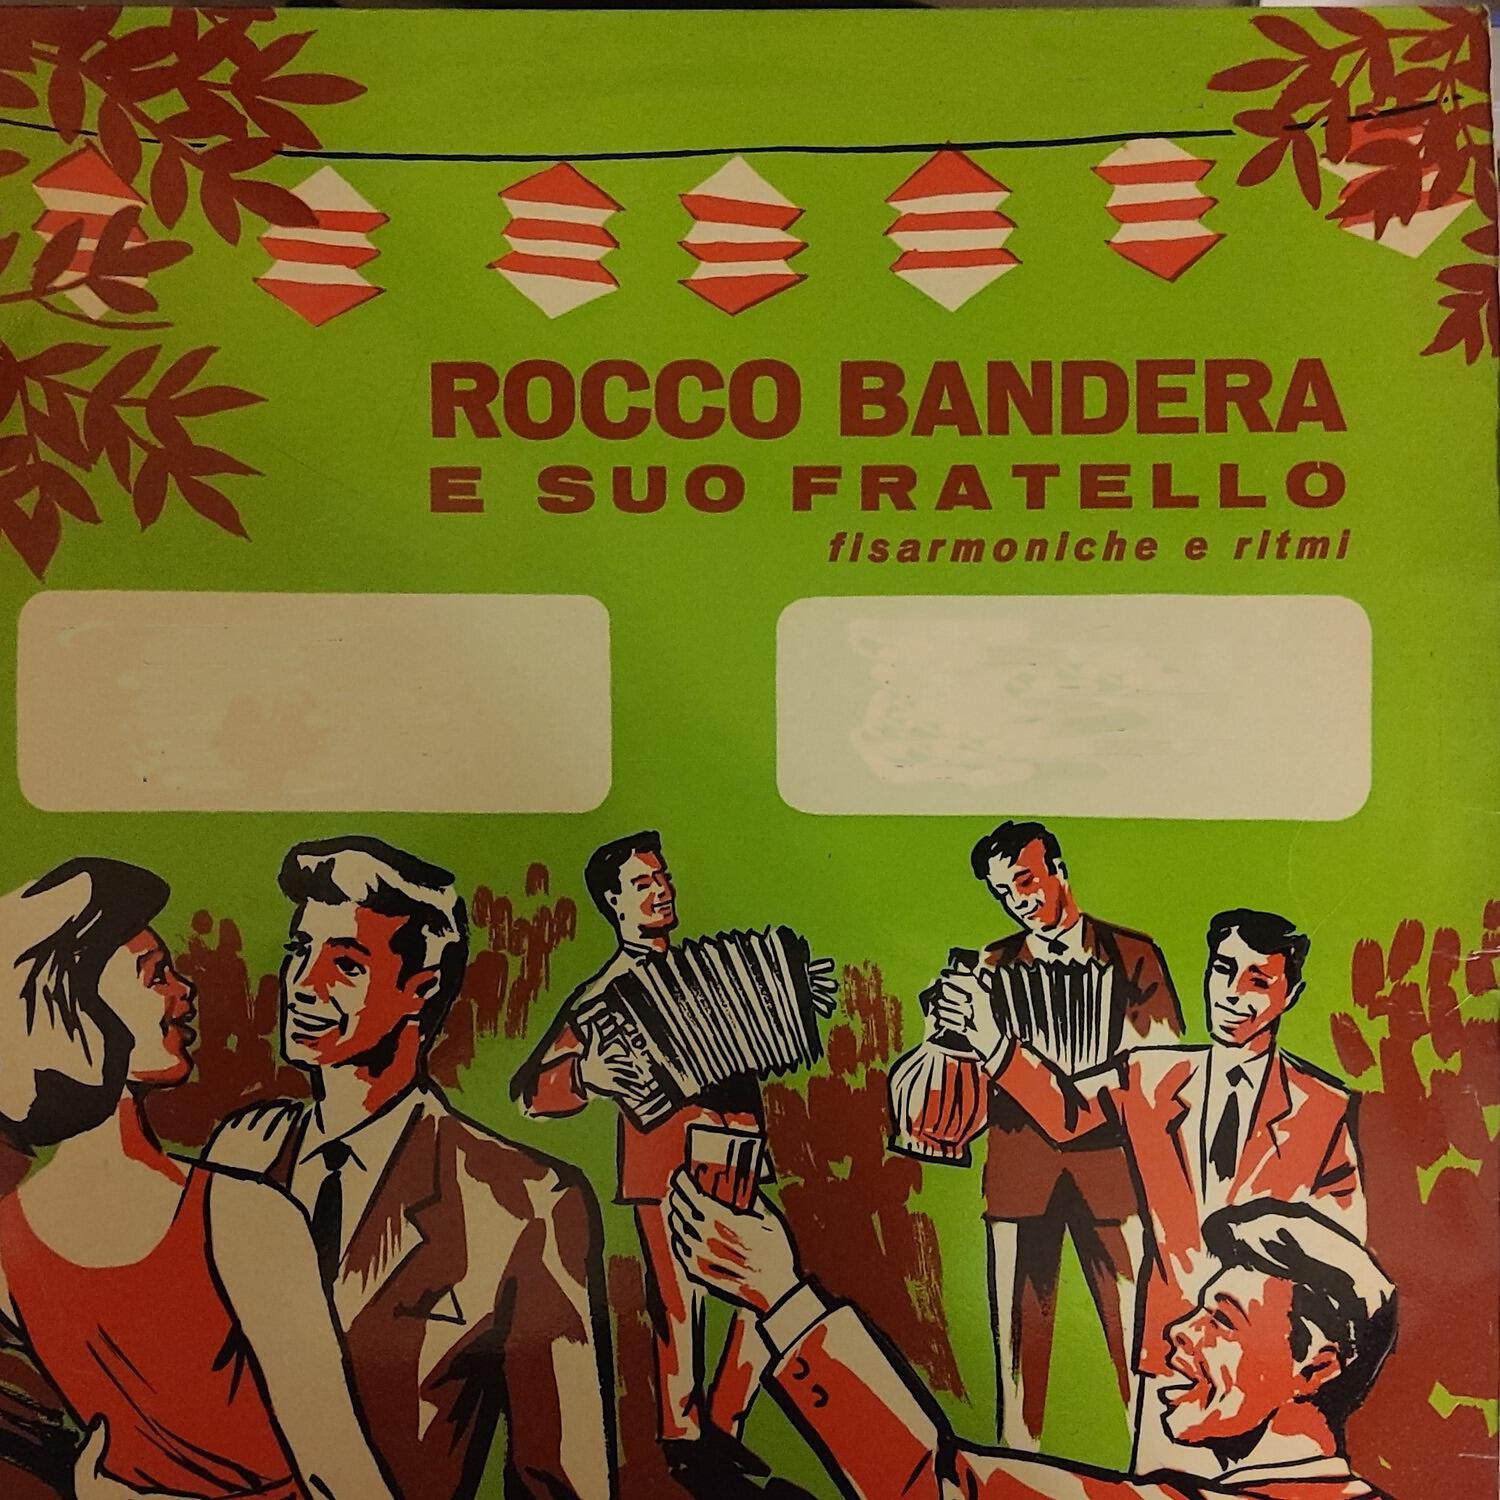 ROCCO BANDERA
E SUO FRATELLO
fisarmoniche e ritmi